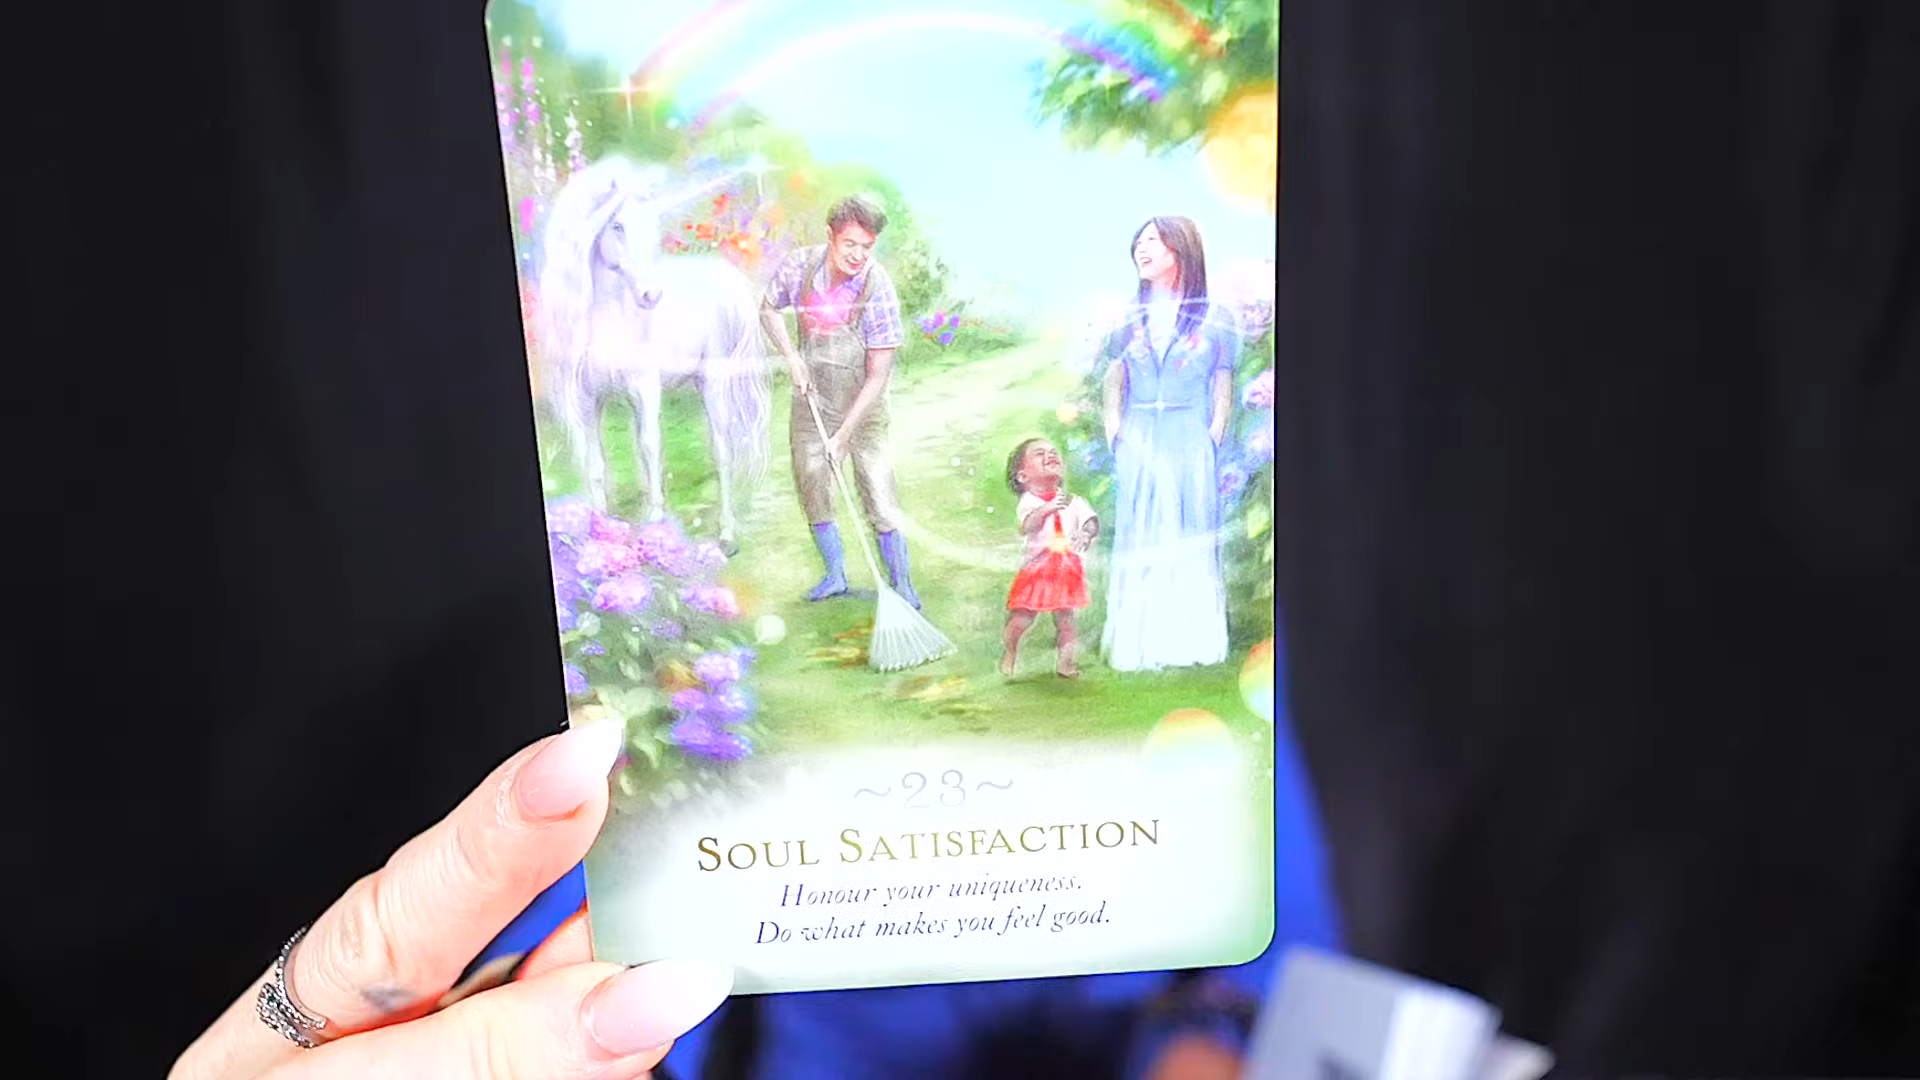 ~23~
SOUL SATISFACTION
Honour your uniqueness.
Do what makes you feel good.